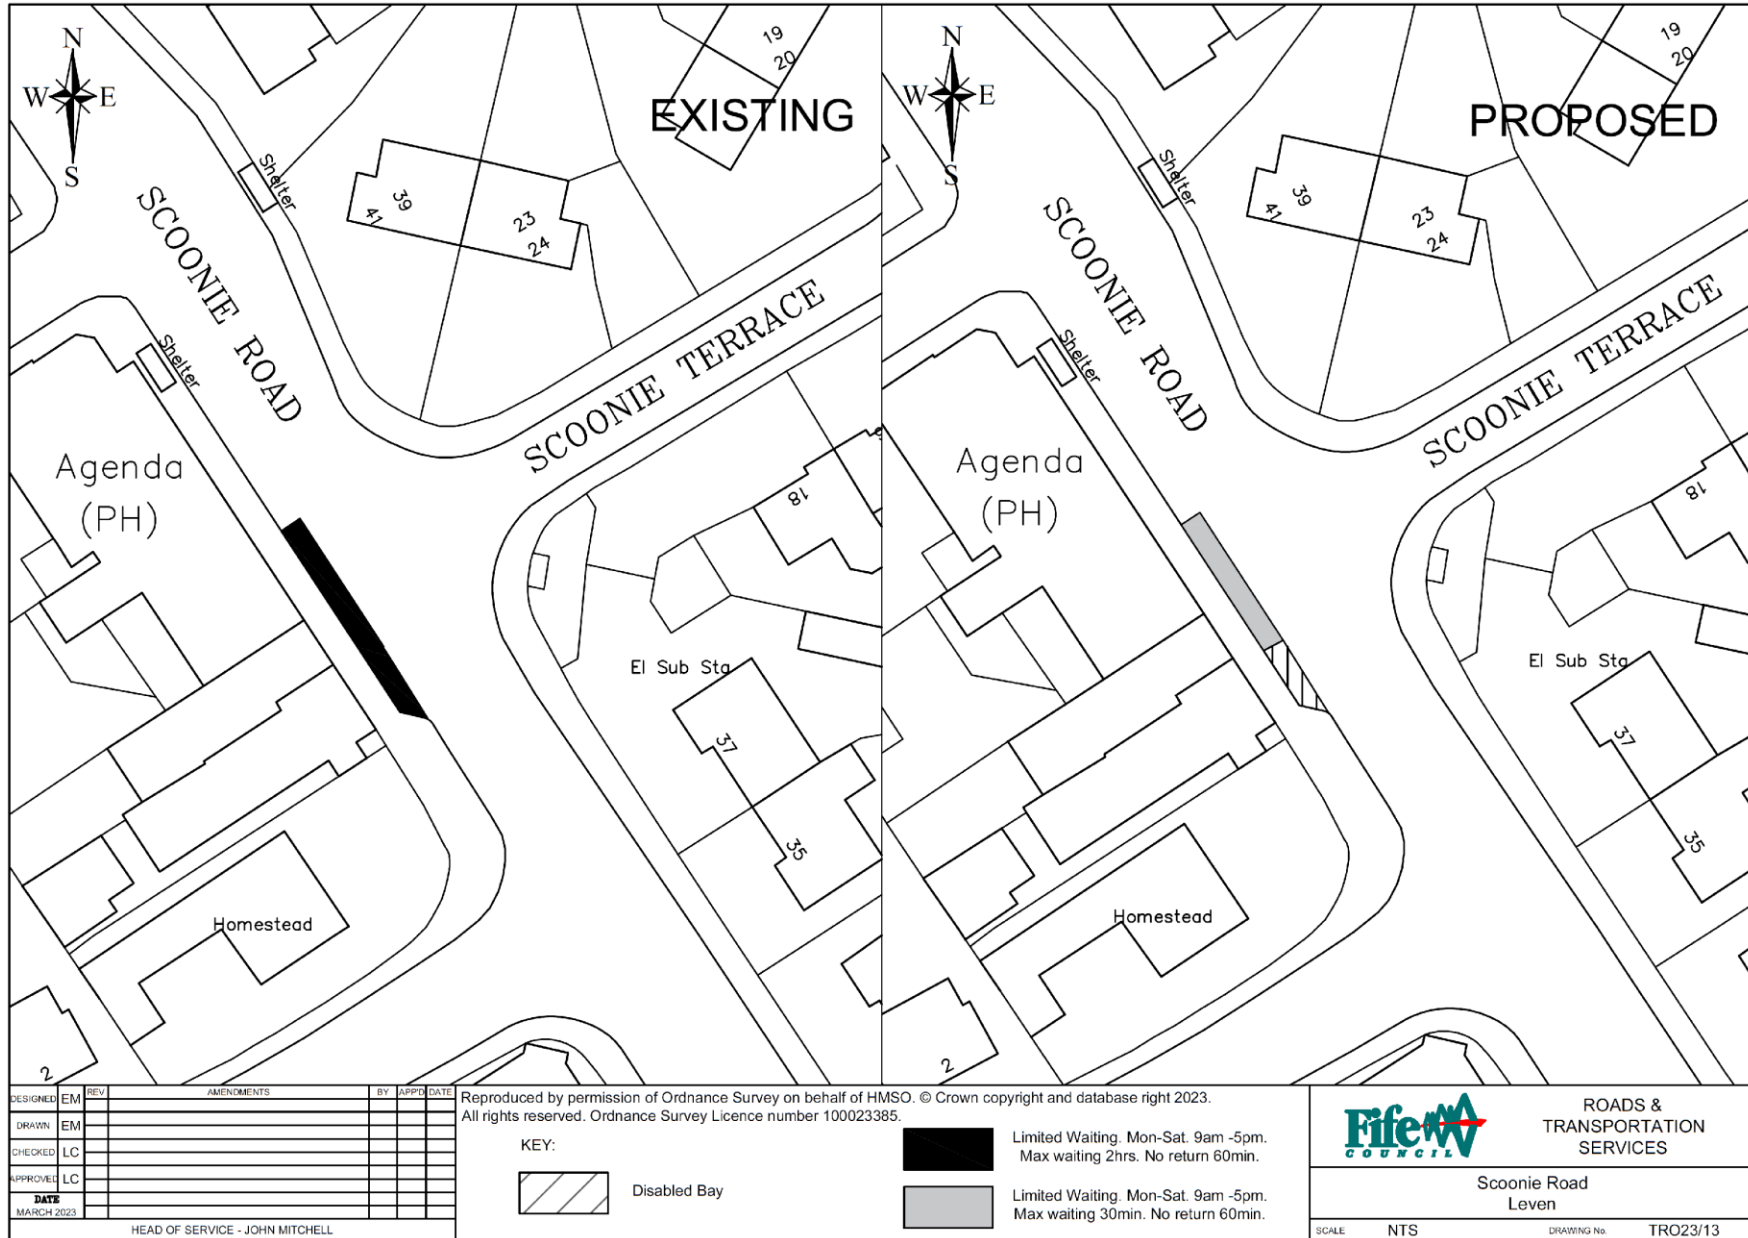 N
W E
S
EXISTING
19
20
Shelter
39
41
23
24
SCOONIE ROAD
SCOONIE TERRACE
Shelter
Agenda
(PH)
18
El Sub Sta
37
35
Homestead
2
N
W E
S
PROPOSED
19
20
Shelter
39
41
23
24
SCOONIE ROAD
SCOONIE TERRACE
Shelter
Agenda
(PH)
18
El Sub Sta
37
35
Homestead
2
DESIGNED EM REV AMENDMENTS BY APP'D DATE
DRAWN EM
CHECKED LC
APPROVED LC
DATE
MARCH 2023
HEAD OF SERVICE - JOHN MITCHELL
Reproduced by permission of Ordnance Survey on behalf of HMSO. © Crown copyright and database right 2023.
All rights reserved. Ordnance Survey Licence number 100023385.
KEY:
Disabled Bay
Limited Waiting. Mon-Sat. 9am -5pm.
Max waiting 2hrs. No return 60min.
Limited Waiting. Mon-Sat. 9am -5pm.
Max waiting 30min. No return 60min.
Fife
COUNCIL
ROADS &
TRANSPORTATION
SERVICES
Scoonie Road
Leven
SCALE NTS DRAWING No. TRO23/13